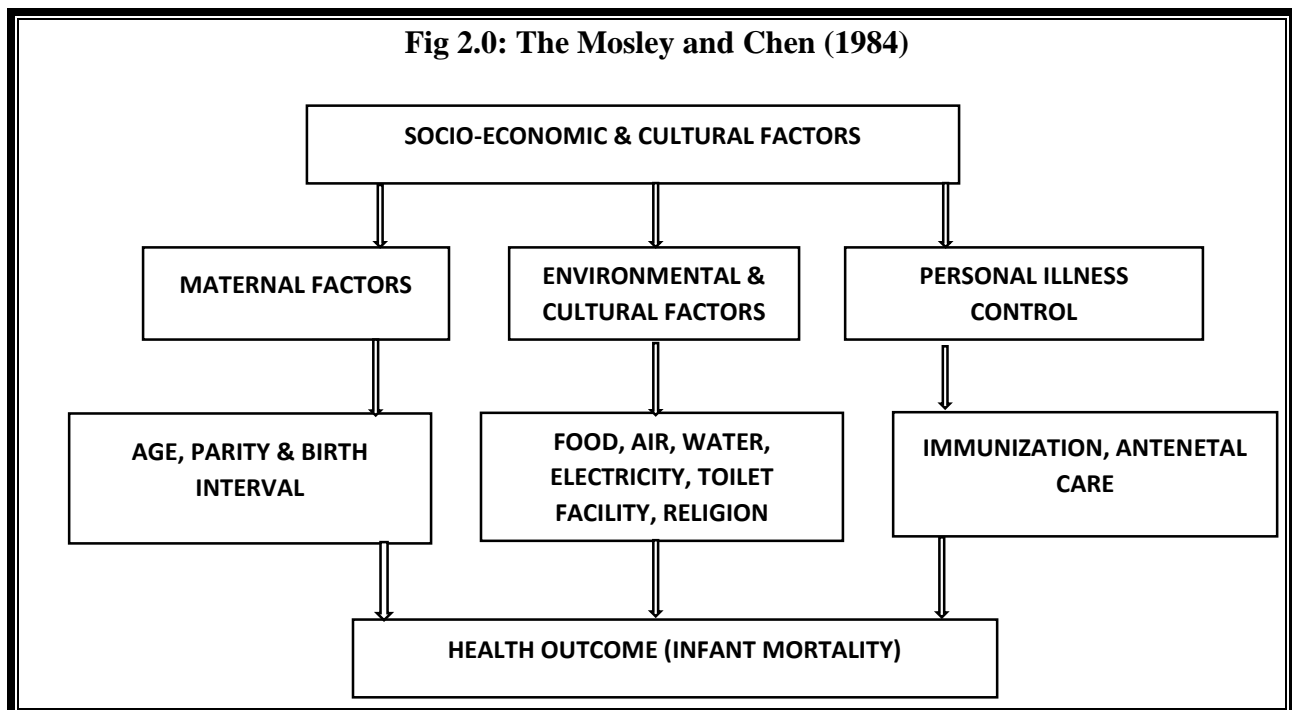 Fig 2.0: The Mosley and Chen (1984)
SOCIO-ECONOMIC & CULTURAL FACTORS
MATERNAL FACTORS
ENVIRONMENTAL &
CULTURAL FACTORS
PERSONAL ILLNESS
CONTROL
AGE, PARITY & BIRTH
INTERVAL
FOOD, AIR, WATER,
ELECTRICITY, TOILET
FACILITY, RELIGION
IMMUNIZATION, ANTENETAL
CARE
HEALTH OUTCOME (INFANT MORTALITY)